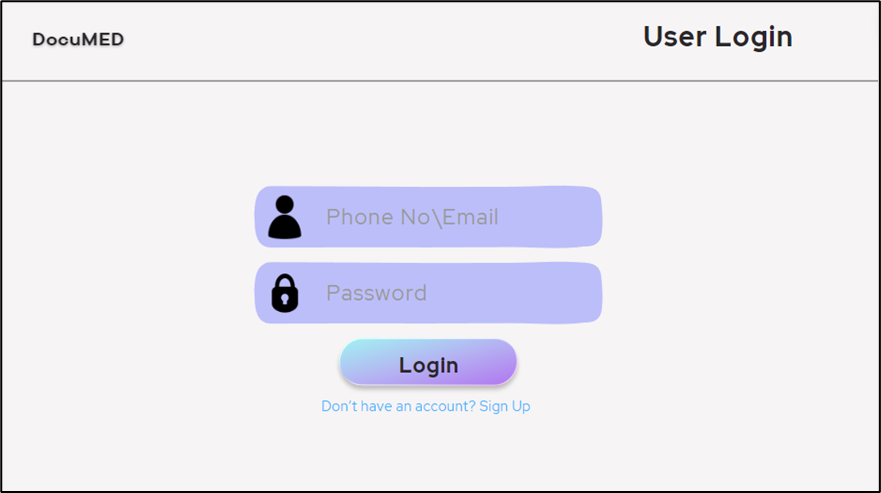 DocuMED
User Login
Phone No\Email
Password
Login
Don't have an account? Sign Up